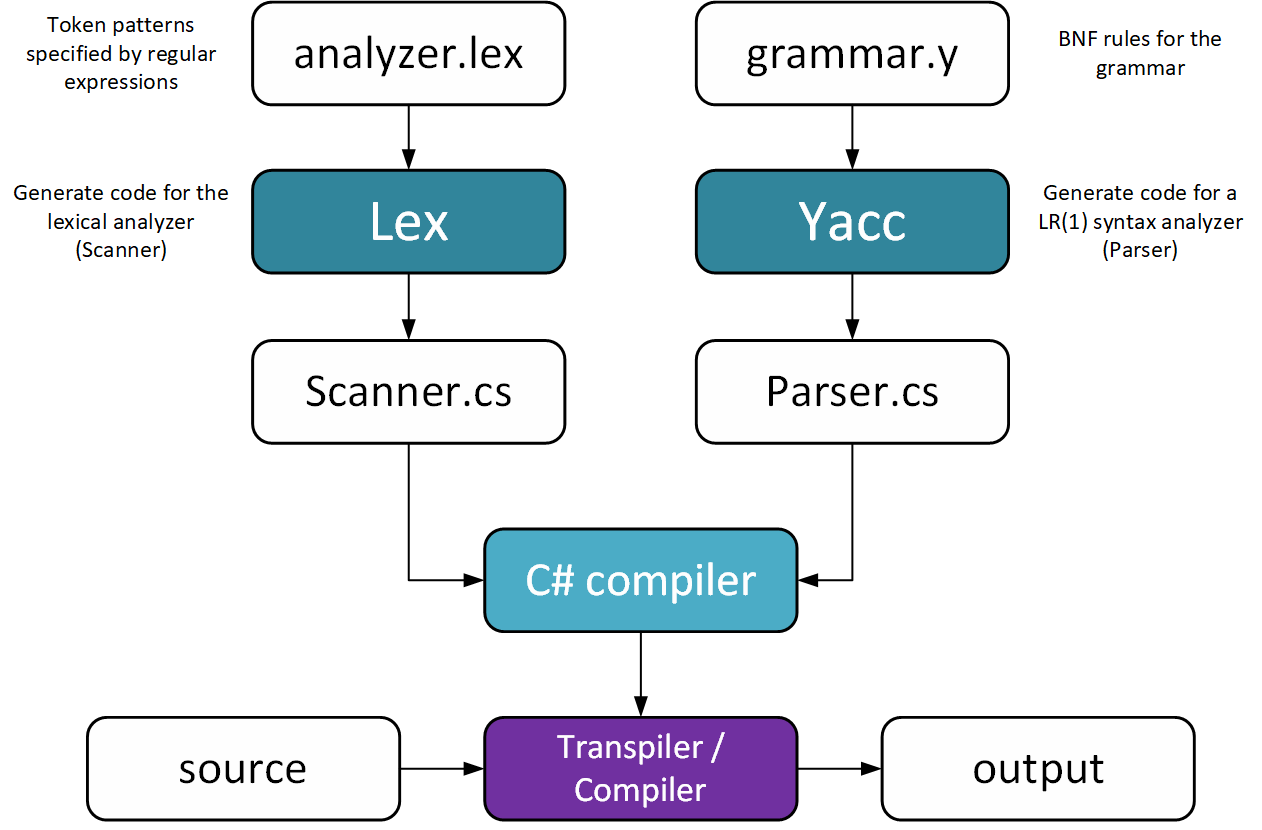 Token patterns
specified by regular
expressions
analyzer.lex
grammar.y
BNF rules for the
grammar
Generate code for the
lexical analyzer
(Scanner)
Lex
Yacc
Generate code for a
LR(1) syntax analyzer
(Parser)
Scanner.cs
Parser.cs
C# compiler
source
Transpiler /
Compiler
output